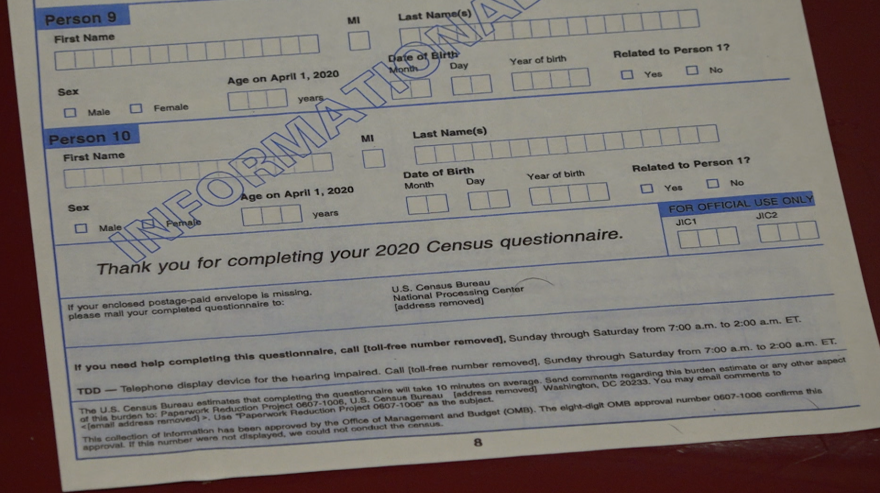 Person 9
First Name
MI
Last Name(s)
Sex
Male Female
Age on April 1, 2020
years
Date of Birth
Month Day Year of birth
Related to Person 1?
Yes No
Person 10
First Name
MI
Last Name(s)
Sex
Male Female
Age on April 1, 2020
years
Date of Birth
Month Day Year of birth
Related to Person 1?
Yes No
INFORMATIONAL
Thank you for completing your 2020 Census questionnaire.
FOR OFFICIAL USE ONLY
JIC1 JIC2
If your enclosed postage-paid envelope is missing,
please mail your completed questionnaire to:
U.S. Census Bureau
National Processing Center
[address removed]
If you need help completing this questionnaire, call [toll-free number removed], Sunday through Saturday from 7:00 a.m. to 2:00 a.m. ET.
TDD — Telephone display device for the hearing impaired. Call [toll-free number removed], Sunday through Saturday from 7:00 a.m. to 2:00 a.m. ET.
The U.S. Census Bureau estimates that completing the questionnaire will take 10 minutes on average. Send comments regarding this burden estimate or any other aspect
of this burden to: Paperwork Reduction Project 0607-1006, U.S. Census Bureau [address removed] Washington, DC 20233. You may email comments to
<[email address removed]>. Use "Paperwork Reduction Project 0607-1006" as the subject.
This collection of information has been approved by the Office of Management and Budget (OMB). The eight-digit OMB approval number 0607-1006 confirms this
approval. If this number were not displayed, we could not conduct the census.
8